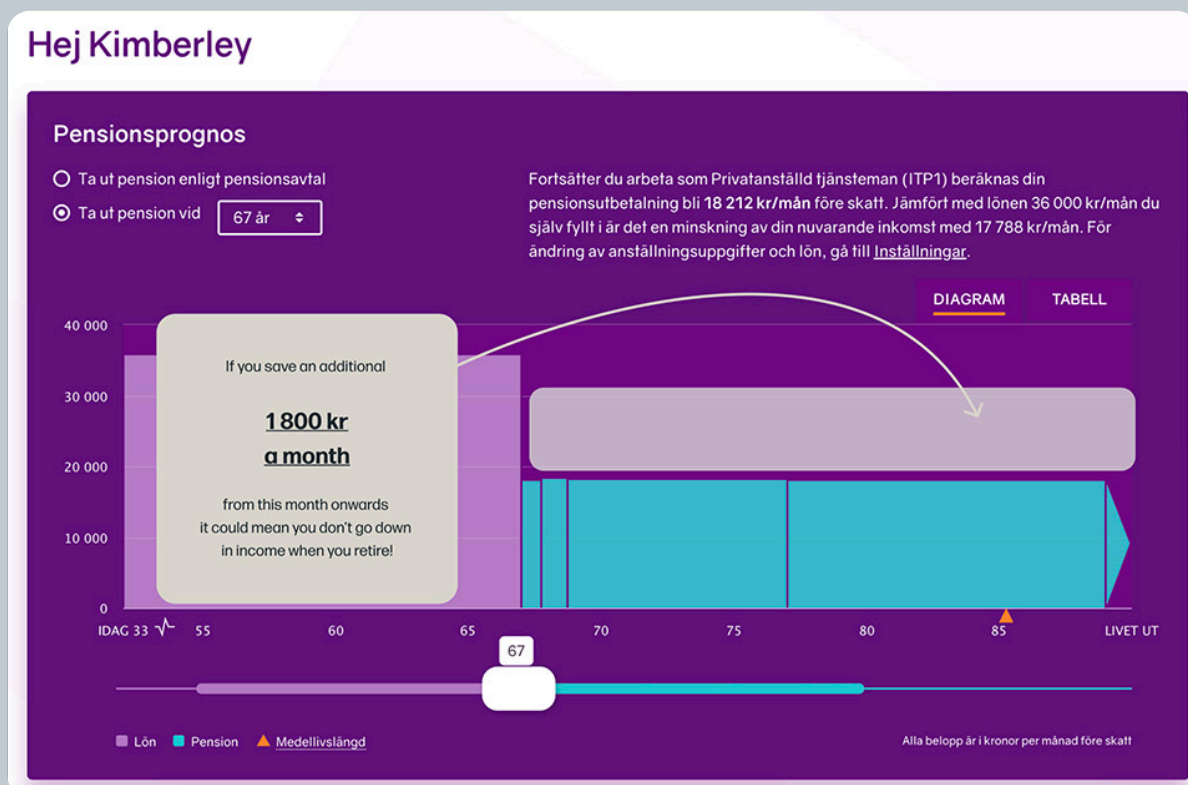 Hej Kimberley
Pensionsprognos
Ta ut pension enligt pensionsavtal
Ta ut pension vid 67 år
Fortsätter du arbeta som Privatanställd tjänsteman (ITP1) beräknas din
pensionsutbetalning bli 18 212 kr/mån före skatt. Jämfört med lönen 36 000 kr/mån du
själv fyllt i är det en minskning av din nuvarande inkomst med 17 788 kr/mån. För
ändring av anställningsuppgifter och lön, gå till Inställningar.
DIAGRAM TABELL
40 000
30 000
20 000
10 000
0
If you save an additional
1 800 kr
a month
from this month onwards
it could mean you don't go down
in income when you retire!
IDAG 33 55 60 65 70 75 80 85 LIVET UT
67
Lön Pension Medellivslängd
Alla belopp är i kronor per månad före skatt